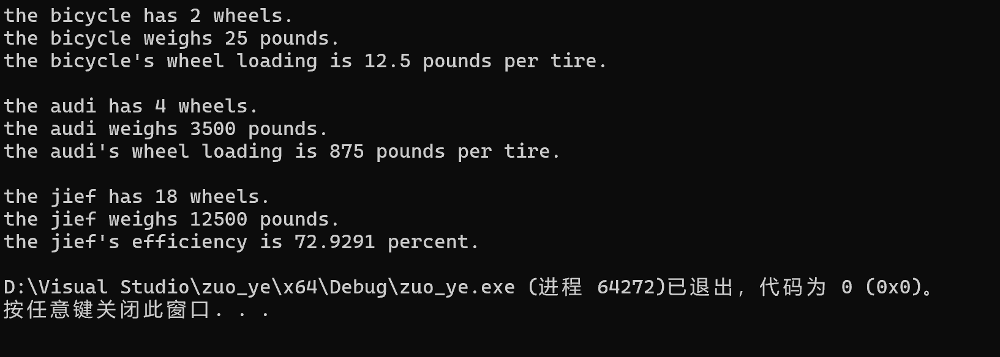 the bicycle has 2 wheels.
the bicycle weighs 25 pounds.
the bicycle's wheel loading is 12.5 pounds per tire.
the audi has 4 wheels.
the audi weighs 3500 pounds.
the audi's wheel loading is 875 pounds per tire.
the jief has 18 wheels.
the jief weighs 12500 pounds.
the jief's efficiency is 72.9291 percent.
D:\Visual Studio\zuo_ye\x64\Debug\zuo_ye.exe (进程 64272)已退出，代码为 0 (0x0)。
按任意键关闭此窗口. . .